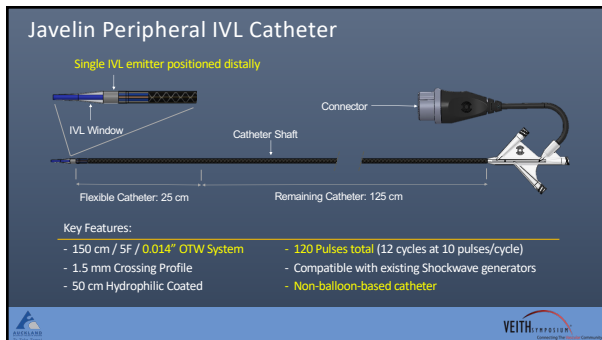 Javelin Peripheral IVL Catheter
Single IVL emitter positioned distally
Connector
IVL Window
Catheter Shaft
Flexible Catheter: 25 cm
Remaining Catheter: 125 cm
Key Features:
- 150 cm / 5F / 0.014” OTW System
- 1.5 mm Crossing Profile
- 50 cm Hydrophilic Coated
- 120 Pulses total (12 cycles at 10 pulses/cycle)
- Compatible with existing Shockwave generators
- Non-balloon-based catheter
AUCKLAND
VEITHSYMPOSIUM